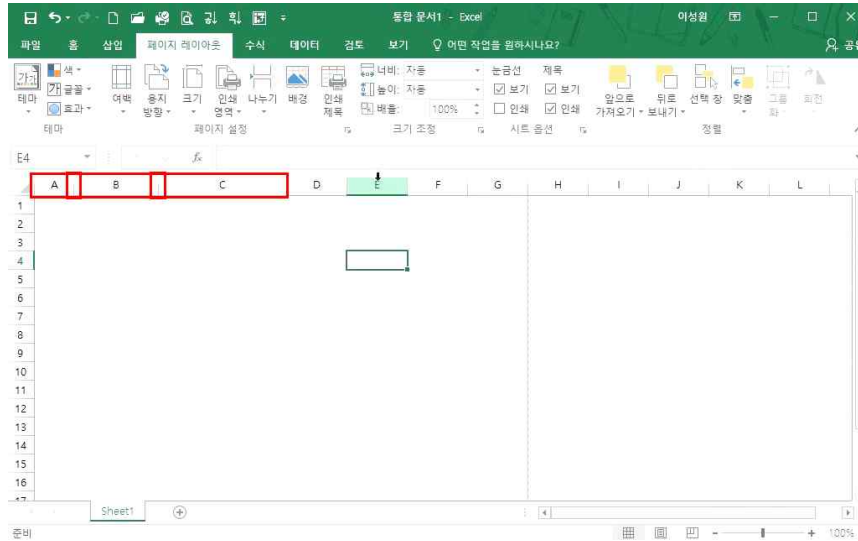 통합 문서1 - Excel
이성원
파일 홈 삽입 페이지 레이아웃 수식 데이터 검토 보기 어떤 작업을 원하시나요?
가가 테마
색
가 글꼴
효과
여백
용지 방향
크기
인쇄 영역
나누기
배경
인쇄 제목
너비: 자동
높이: 자동
배율: 100%
눈금선 제목
보기 보기
인쇄 인쇄
앞으로 가져오기
뒤로 보내기
선택 창
맞춤
그룹화
회전
테마 페이지 설정 크기 조정 시트 옵션 정렬
E4 fx
A B C D E F G H I J K L
1
2
3
4
5
6
7
8
9
10
11
12
13
14
15
16
17
Sheet1
준비 100%